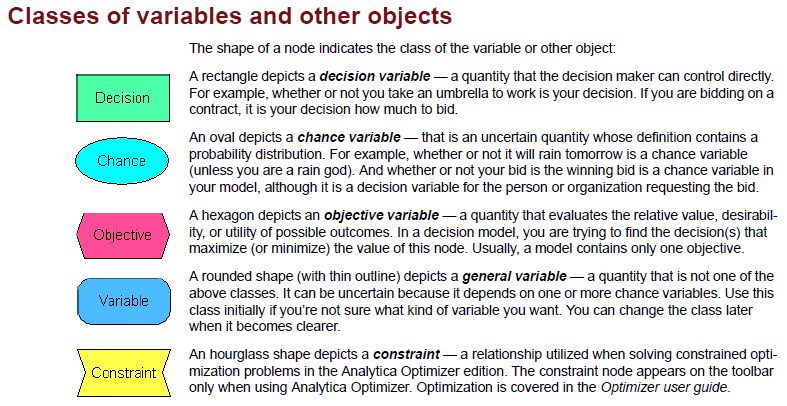 Classes of variables and other objects
The shape of a node indicates the class of the variable or other object:
Decision
A rectangle depicts a decision variable — a quantity that the decision maker can control directly.
For example, whether or not you take an umbrella to work is your decision. If you are bidding on a
contract, it is your decision how much to bid.
Chance
An oval depicts a chance variable — that is an uncertain quantity whose definition contains a
probability distribution. For example, whether or not it will rain tomorrow is a chance variable
(unless you are a rain god). And whether or not your bid is the winning bid is a chance variable in
your model, although it is a decision variable for the person or organization requesting the bid.
Objective
A hexagon depicts an objective variable — a quantity that evaluates the relative value, desirabil-
ity, or utility of possible outcomes. In a decision model, you are trying to find the decision(s) that
maximize (or minimize) the value of this node. Usually, a model contains only one objective.
Variable
A rounded shape (with thin outline) depicts a general variable — a quantity that is not one of the
above classes. It can be uncertain because it depends on one or more chance variables. Use this
class initially if you're not sure what kind of variable you want. You can change the class later
when it becomes clearer.
Constraint
An hourglass shape depicts a constraint — a relationship utilized when solving constrained opti-
mization problems in the Analytica Optimizer edition. The constraint node appears on the toolbar
only when using Analytica Optimizer. Optimization is covered in the Optimizer user guide.